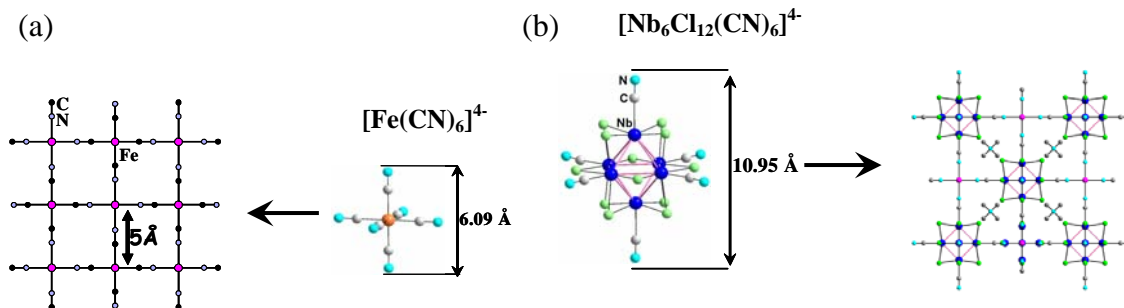 (a)
(b)
[Nb₆Cl₁₂(CN)₆]⁴⁻
C
N
Fe
5Å
[Fe(CN)₆]⁴⁻
6.09 Å
N
C
Nb
10.95 Å